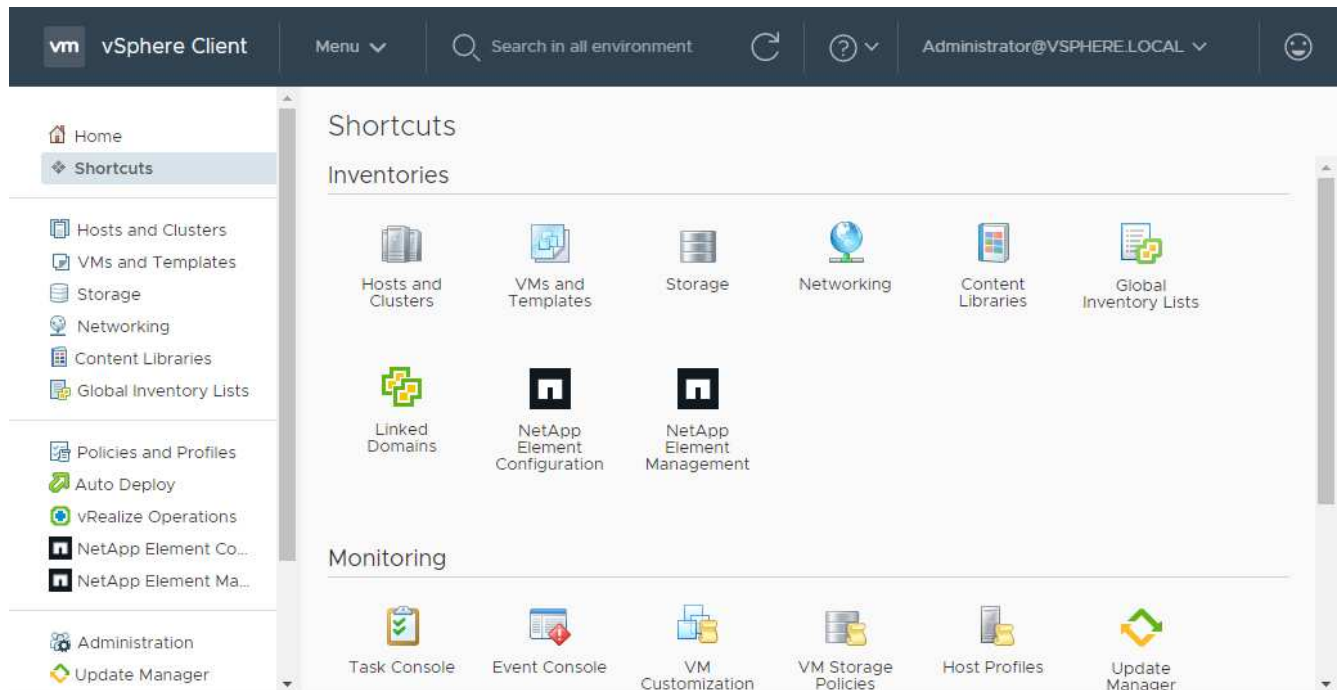 vm vSphere Client Menu Search in all environment Administrator@VSPHERE.LOCAL
Home
Shortcuts
Hosts and Clusters
VMs and Templates
Storage
Networking
Content Libraries
Global Inventory Lists
Policies and Profiles
Auto Deploy
vRealize Operations
NetApp Element Co...
NetApp Element Ma...
Administration
Update Manager
Shortcuts
Inventories
Hosts and
Clusters
VMs and
Templates
Storage
Networking
Content
Libraries
Global
Inventory Lists
Linked
Domains
NetApp
Element
Configuration
NetApp
Element
Management
Monitoring
Task Console
Event Console
VM
Customization
VM Storage
Policies
Host Profiles
Update
Manager